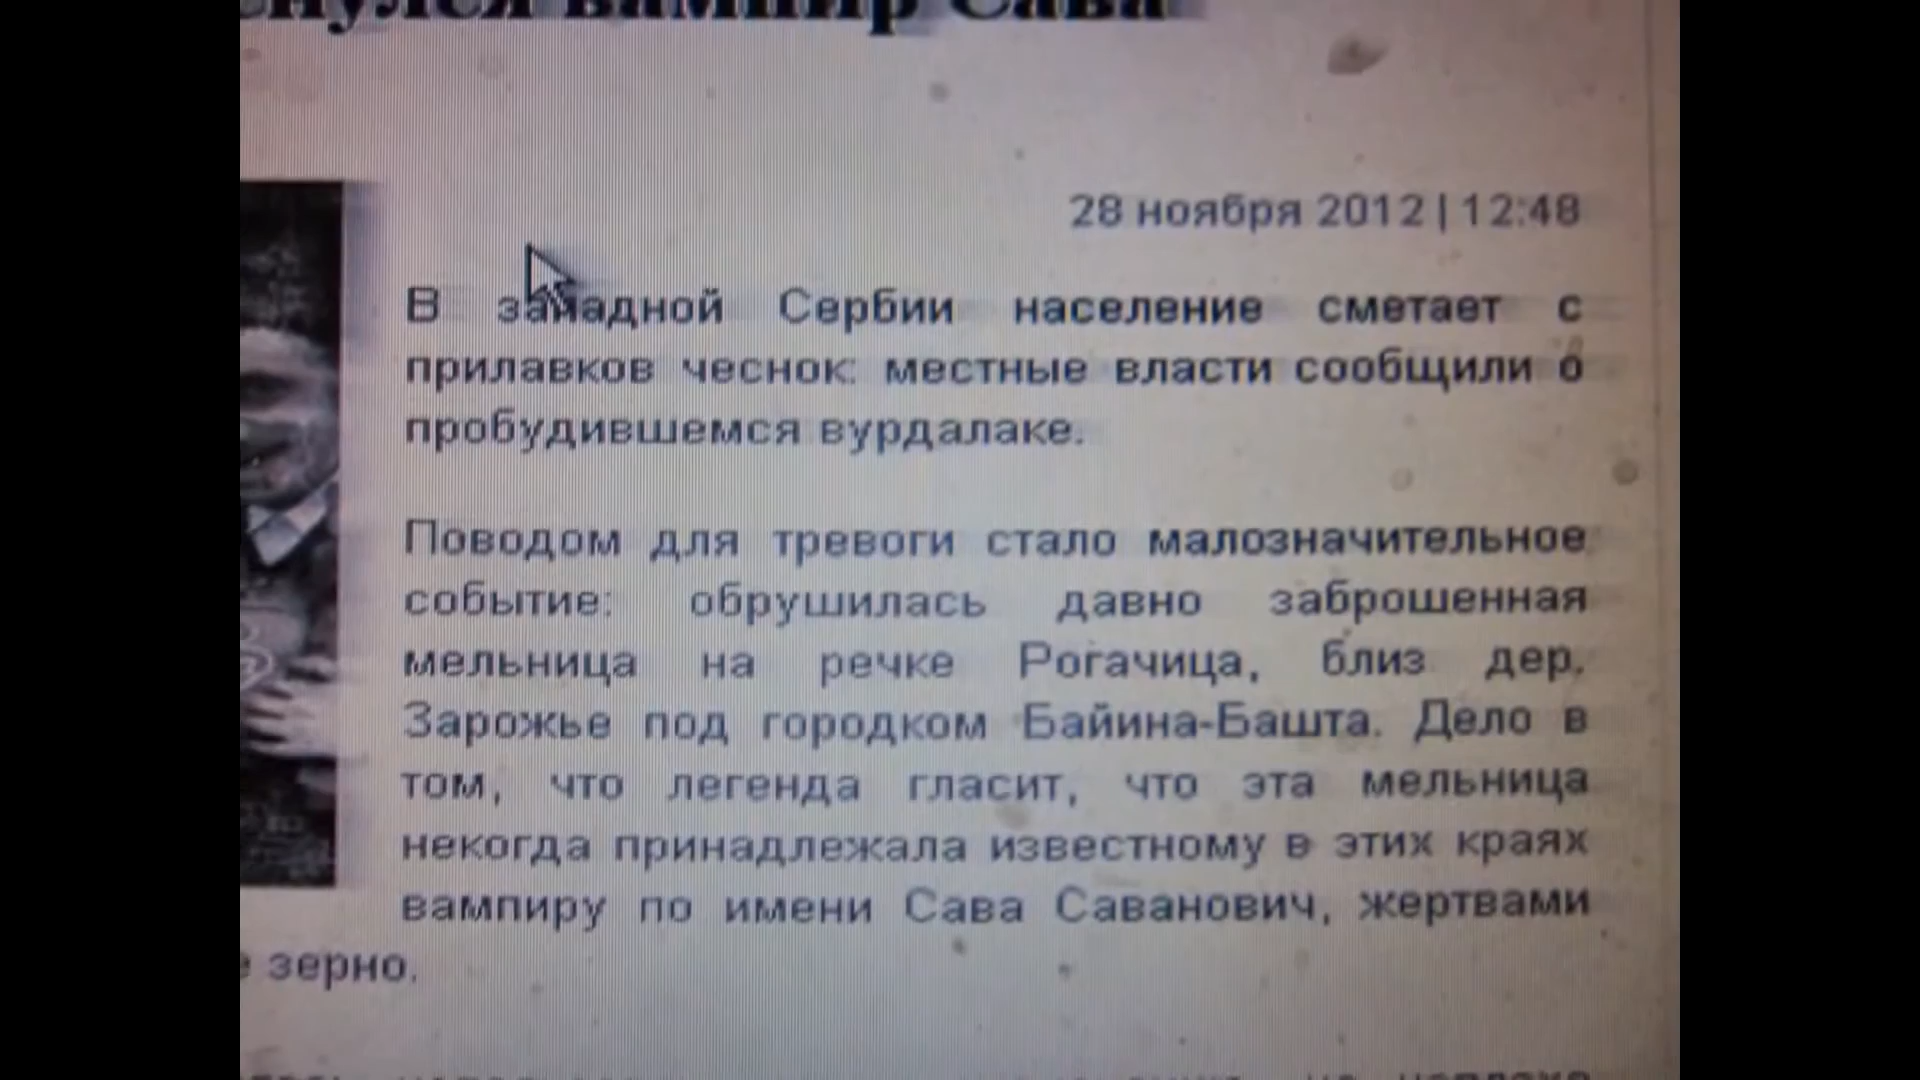 вампир Сава
28 ноября 2012 | 12:48
В западной Сербии население сметает с
прилавков чеснок: местные власти сообщили о
пробудившемся вурдалаке.
Поводом для тревоги стало малозначительное
событие: обрушилась давно заброшенная
мельница на речке Рогачица, близ дер.
Зарожье под городком Байина-Башта. Дело в
том, что легенда гласит, что эта мельница
некогда принадлежала известному в этих краях
вампиру по имени Сава Саванович, жертвами
зерно.